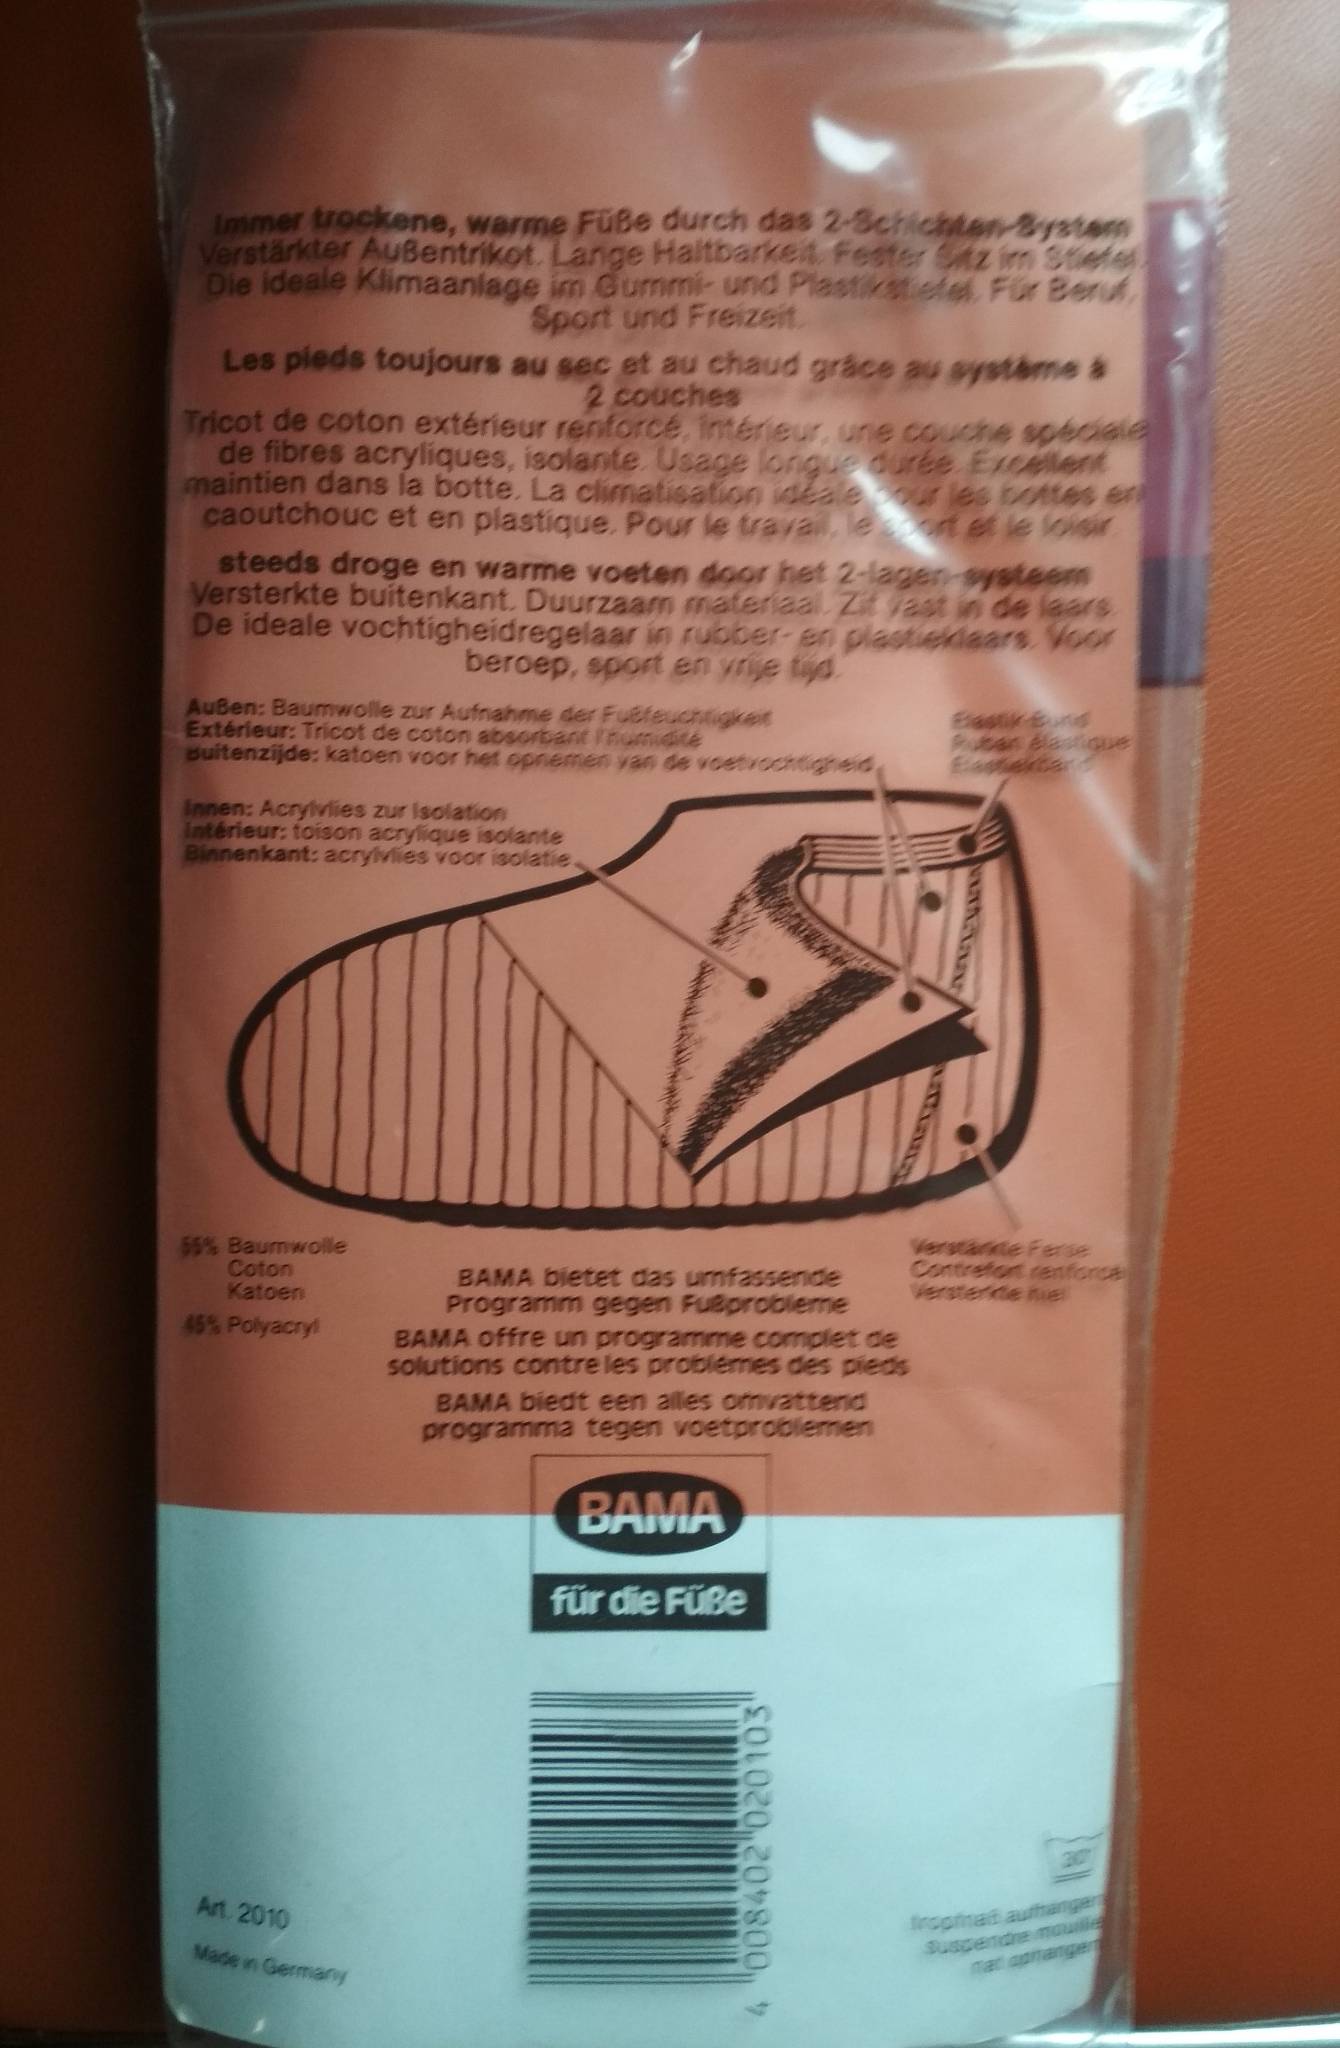 Immer trockene, warme Füße durch das 2-Schichten-System
Verstärkter Außentrikot. Lange Haltbarkeit. Fester Sitz im Stiefel.
Die ideale Klimaanlage im Gummi- und Plastikstiefel. Für Beruf,
Sport und Freizeit.
Les pieds toujours au sec et au chaud grâce au système à
2 couches
Tricot de coton extérieur renforcé, intérieur, une couche spéciale
de fibres acryliques, isolante. Usage longue durée. Excellent
maintien dans la botte. La climatisation idéale pour les bottes en
caoutchouc et en plastique. Pour le travail, le sport et le loisir.
steeds droge en warme voeten door het 2-lagen-systeem
Versterkte buitenkant. Duurzaam materiaal. Zit vast in de laars.
De ideale vochtigheidregelaar in rubber- en plastieklaars. Voor
beroep, sport en vrije tijd.
Außen: Baumwolle zur Aufnahme der Fußfeuchtigkeit
Extérieur: Tricot de coton absorbant l'humidité
Buitenzijde: katoen voor het opnemen van de voetvochtigheid
Elastik-Bund
Ruban élastique
Elastiekband
Innen: Acrylvlies zur Isolation
Intérieur: toison acrylique isolante
Binnenkant: acrylvlies voor isolatie
55% Baumwolle
Coton
Katoen
45% Polyacryl
Verstärkte Ferse
Contrefort renforcé
Versterkte hiel
BAMA bietet das umfassende
Programm gegen Fußprobleme
BAMA offre un programme complet de
solutions contre les problèmes des pieds
BAMA biedt een alles omvattend
programma tegen voetproblemen
BAMA
für die Füße
4 008402 020103
Art. 2010
Made in Germany
30°
tropfnaß aufhängen
suspendre mouillé
nat ophangen